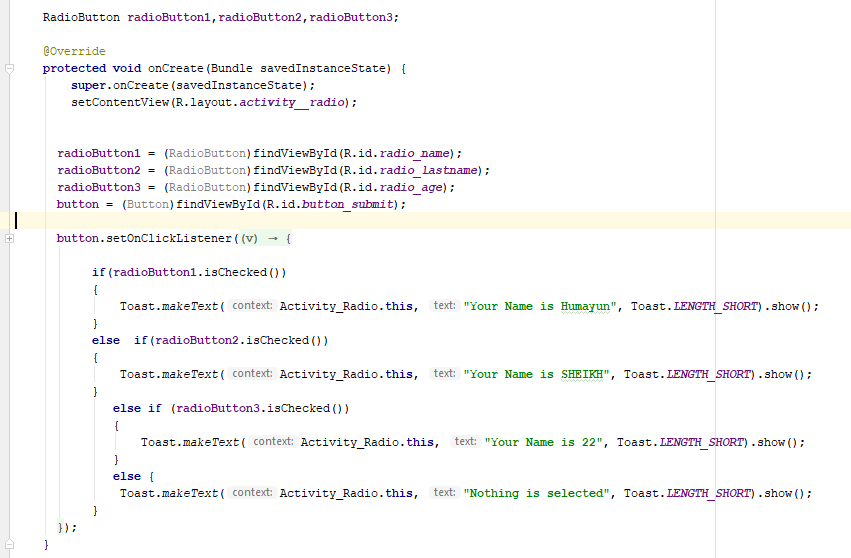 RadioButton radioButton1,radioButton2,radioButton3;
@Override
protected void onCreate(Bundle savedInstanceState) {
super.onCreate(savedInstanceState);
setContentView(R.layout.activity__radio);
radioButton1 = (RadioButton)findViewById(R.id.radio_name);
radioButton2 = (RadioButton)findViewById(R.id.radio_lastname);
radioButton3 = (RadioButton)findViewById(R.id.radio_age);
button = (Button)findViewById(R.id.button_submit);
button.setOnClickListener((v) → {
if(radioButton1.isChecked())
{
Toast.makeText( context: Activity_Radio.this, text: "Your Name is Humayun", Toast.LENGTH_SHORT).show();
}
else  if(radioButton2.isChecked())
{
Toast.makeText( context: Activity_Radio.this, text: "Your Name is SHEIKH", Toast.LENGTH_SHORT).show();
}
else if (radioButton3.isChecked())
{
Toast.makeText( context: Activity_Radio.this, text: "Your Name is 22", Toast.LENGTH_SHORT).show();
}
else {
Toast.makeText( context: Activity_Radio.this, text: "Nothing is selected", Toast.LENGTH_SHORT).show();
}
});
}